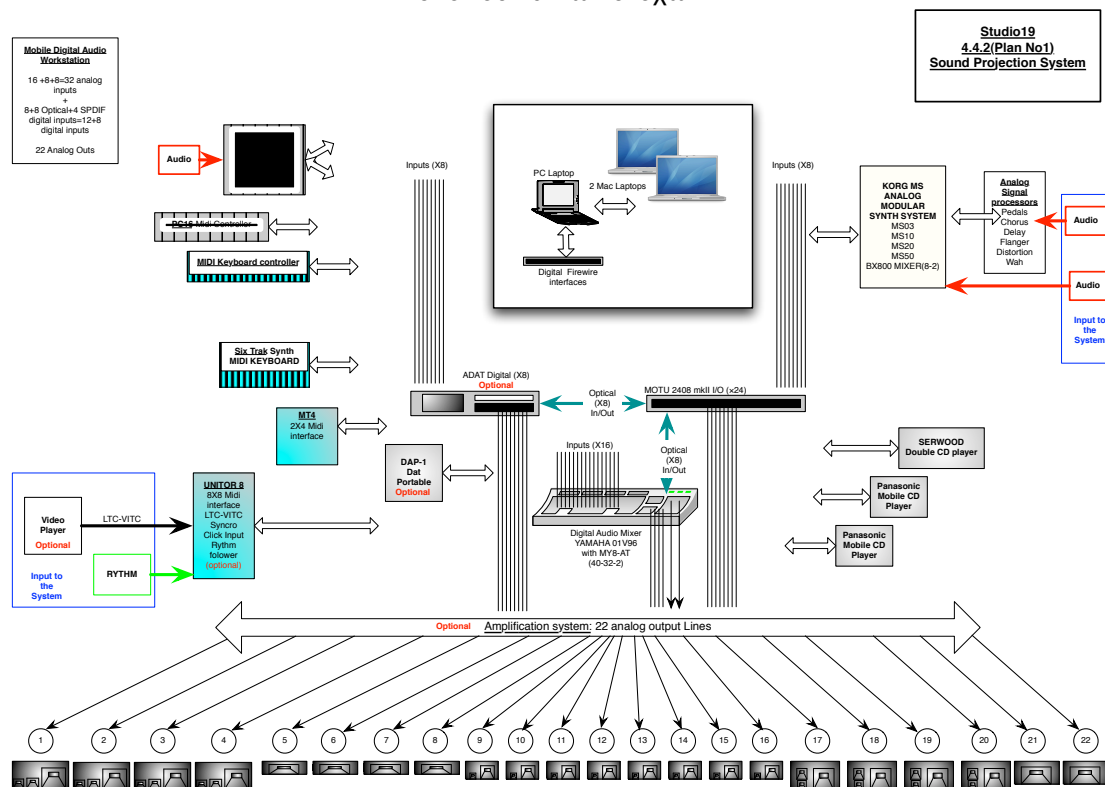 Studio19
4.4.2(Plan No1)
Sound Projection System
Mobile Digital Audio
Workstation
16 +8+8=32 analog
inputs
+
8+8 Optical+4 SPDIF
digital inputs=12+8
digital inputs
22 Analog Outs
Audio
PC16 Midi Controller
MIDI Keyboard controller
Six Trak Synth
MIDI KEYBOARD
MT4
2X4 Midi
interface
UNITOR 8
8X8 Midi
interface
LTC-VITC
Syncro
Click Input
Rythm
folower
(optional)
Video
Player
Optional
LTC-VITC
Input to
the
System
RYTHM
Inputs (X8)
PC Laptop
2 Mac Laptops
Digital Firewire
interfaces
Inputs (X8)
KORG MS
ANALOG
MODULAR
SYNTH SYSTEM
MS03
MS10
MS20
MS50
BX800 MIXER(8-2)
Analog
Signal
processors
Pedals
Chorus
Delay
Flanger
Distortion
Wah
Audio
Audio
Input to
the
System
ADAT Digital (X8)
Optional
Optical
(X8)
In/Out
MOTU 2408 mkII I/O (x24)
Inputs (X16)
Optical
(X8)
In/Out
DAP-1
Dat
Portable
Optional
Digital Audio Mixer
YAMAHA 01V96
with MY8-AT
(40-32-2)
SERWOOD
Double CD player
Panasonic
Mobile CD
Player
Panasonic
Mobile CD
Player
Optional Amplification system: 22 analog output Lines
1 2 3 4 5 6 7 8 9 10 11 12 13 14 15 16 17 18 19 20 21 22